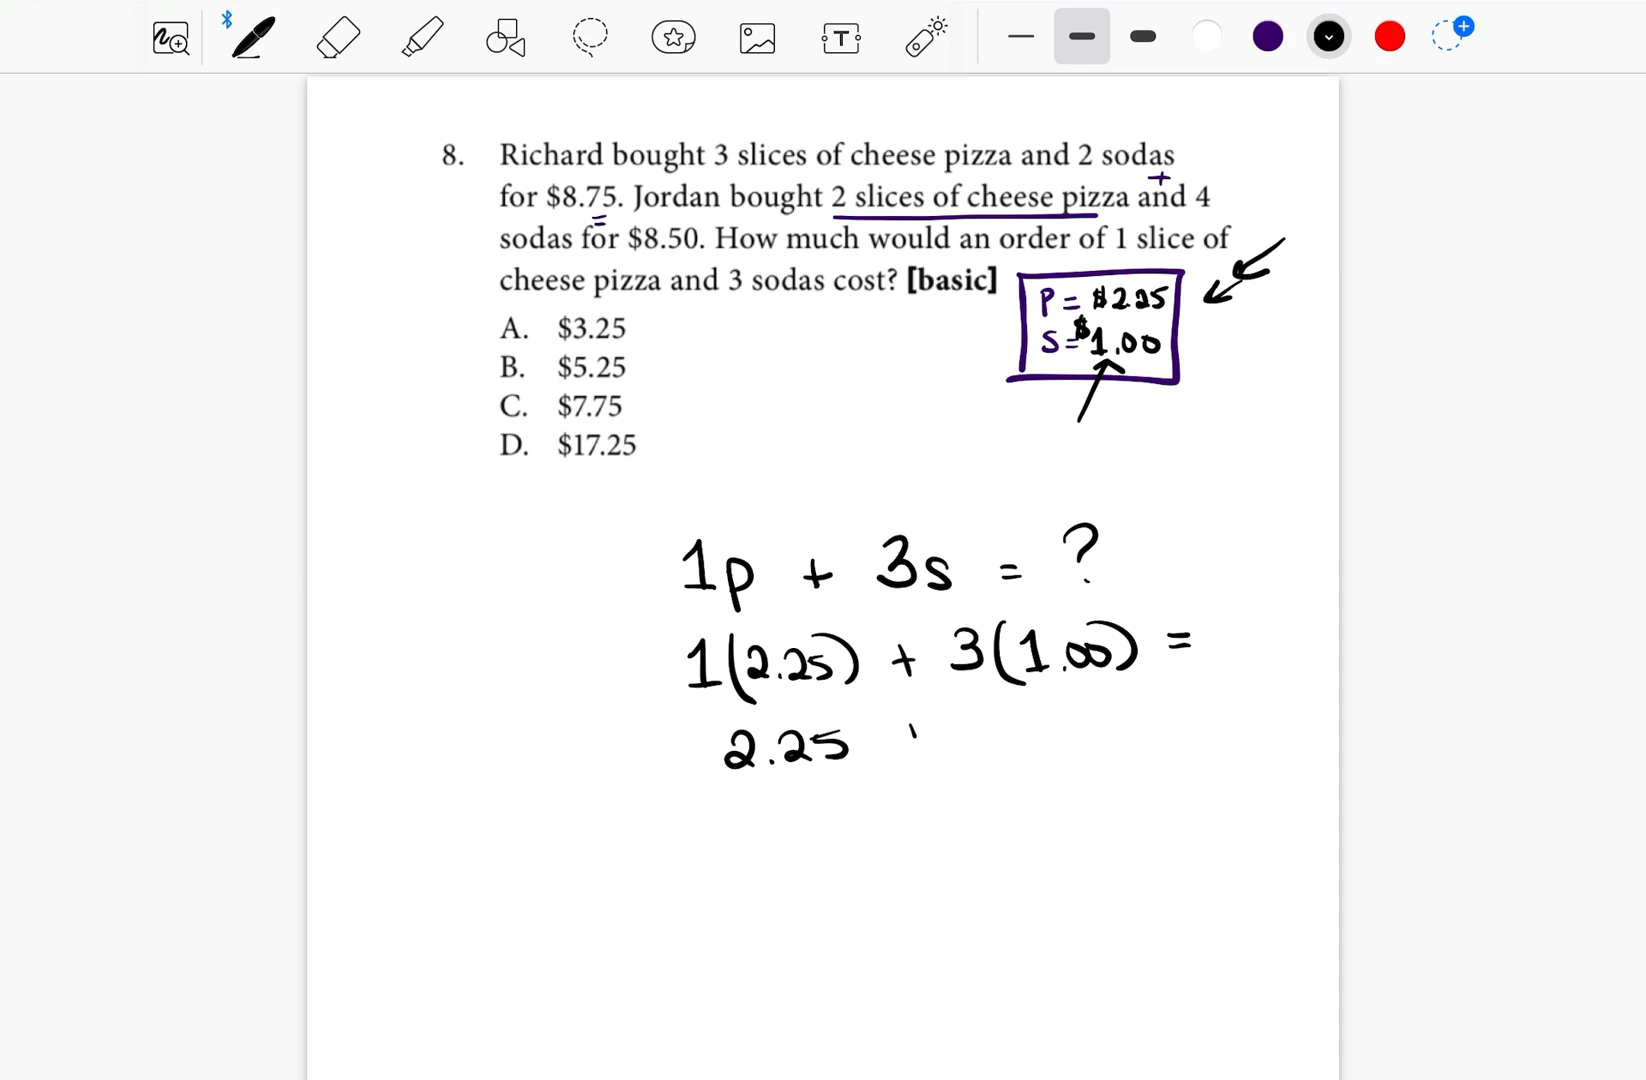 8. Richard bought 3 slices of cheese pizza and 2 sodas
+
for $8.75. Jordan bought 2 slices of cheese pizza and 4
=
sodas for $8.50. How much would an order of 1 slice of
cheese pizza and 3 sodas cost? [basic]
P = $2.25
S = $1.00
A. $3.25
B. $5.25
C. $7.75
D. $17.25
1p + 3s = ?
1(2.25) + 3(1.00) =
2.25
T